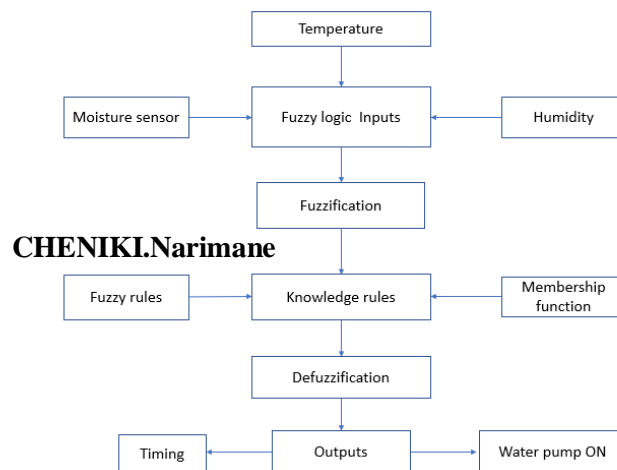 Temperature
Moisture sensor
Fuzzy logic Inputs
Humidity
Fuzzification
CHENIKI.Narimane
Fuzzy rules
Knowledge rules
Membership
function
Defuzzification
Timing
Outputs
Water pump ON